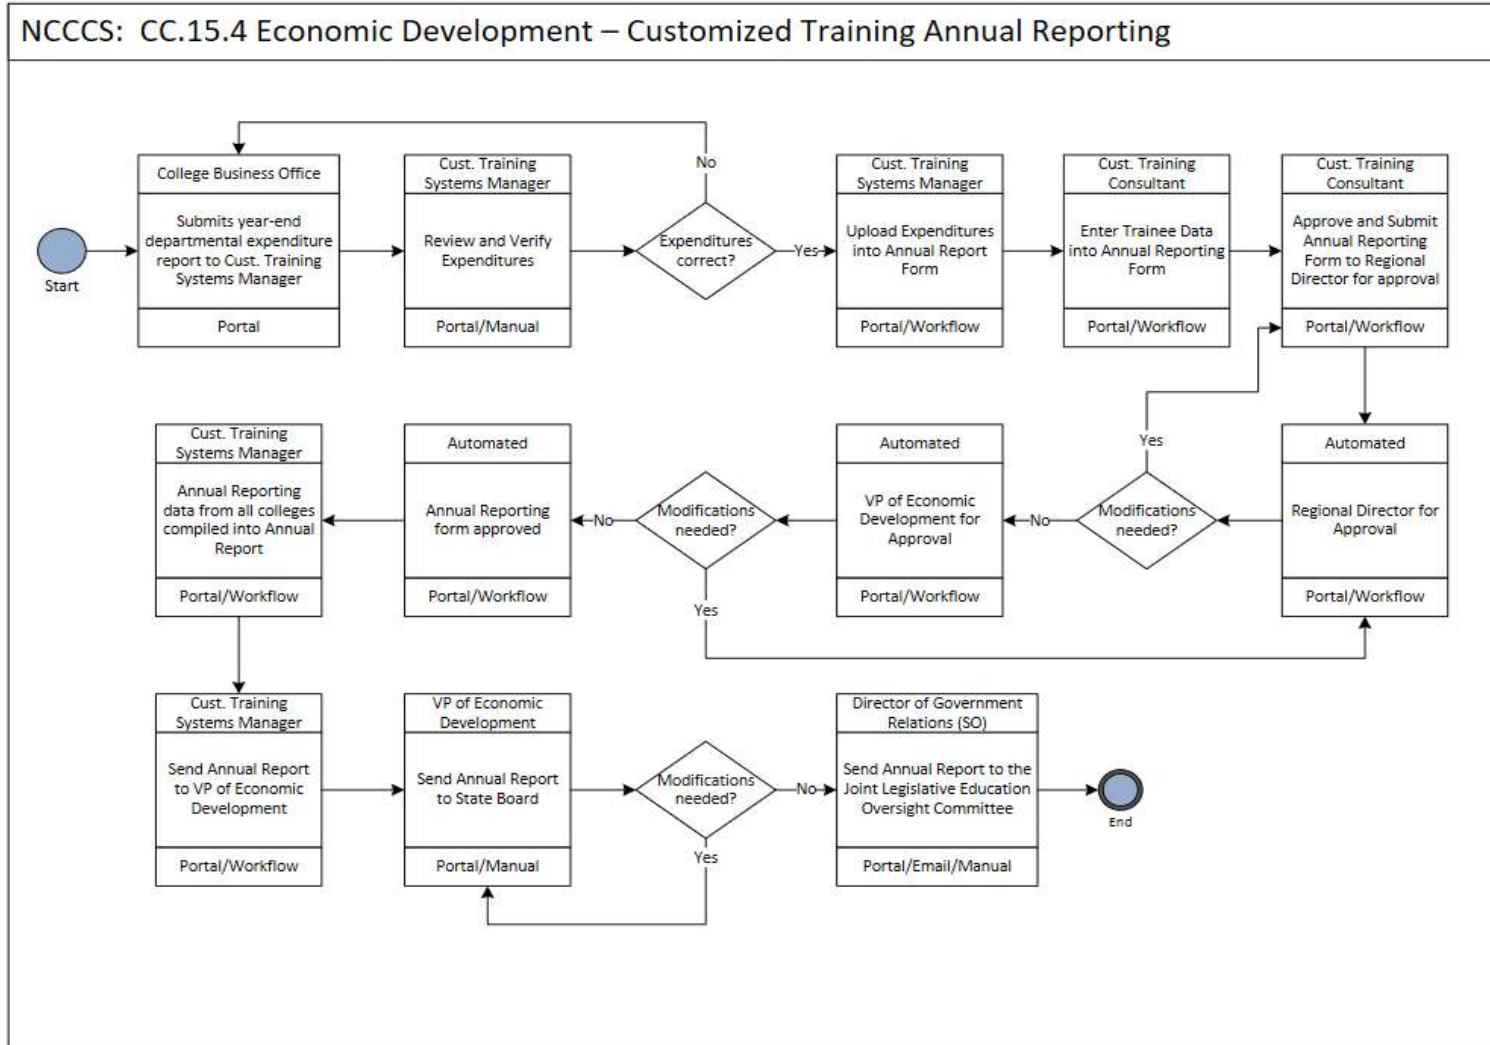 NCCCS: CC.15.4 Economic Development – Customized Training Annual Reporting
Start
College Business Office
Submits year-end
departmental expenditure
report to Cust. Training
Systems Manager
Portal
Cust. Training
Systems Manager
Review and Verify
Expenditures
Portal/Manual
No
Expenditures
correct?
Yes
Cust. Training
Systems Manager
Upload Expenditures
into Annual Report
Form
Portal/Workflow
Cust. Training
Consultant
Enter Trainee Data
into Annual Reporting
Form
Portal/Workflow
Cust. Training
Consultant
Approve and Submit
Annual Reporting
Form to Regional
Director for approval
Portal/Workflow
Automated
Regional Director for
Approval
Portal/Workflow
Yes
Modifications
needed?
No
Automated
VP of Economic
Development for
Approval
Portal/Workflow
Modifications
needed?
Yes
No
Automated
Annual Reporting
form approved
Portal/Workflow
Cust. Training
Systems Manager
Annual Reporting
data from all colleges
compiled into Annual
Report
Portal/Workflow
Cust. Training
Systems Manager
Send Annual Report
to VP of Economic
Development
Portal/Workflow
VP of Economic
Development
Send Annual Report
to State Board
Portal/Manual
Modifications
needed?
Yes
No
Director of Government
Relations (SO)
Send Annual Report to the
Joint Legislative Education
Oversight Committee
Portal/Email/Manual
End